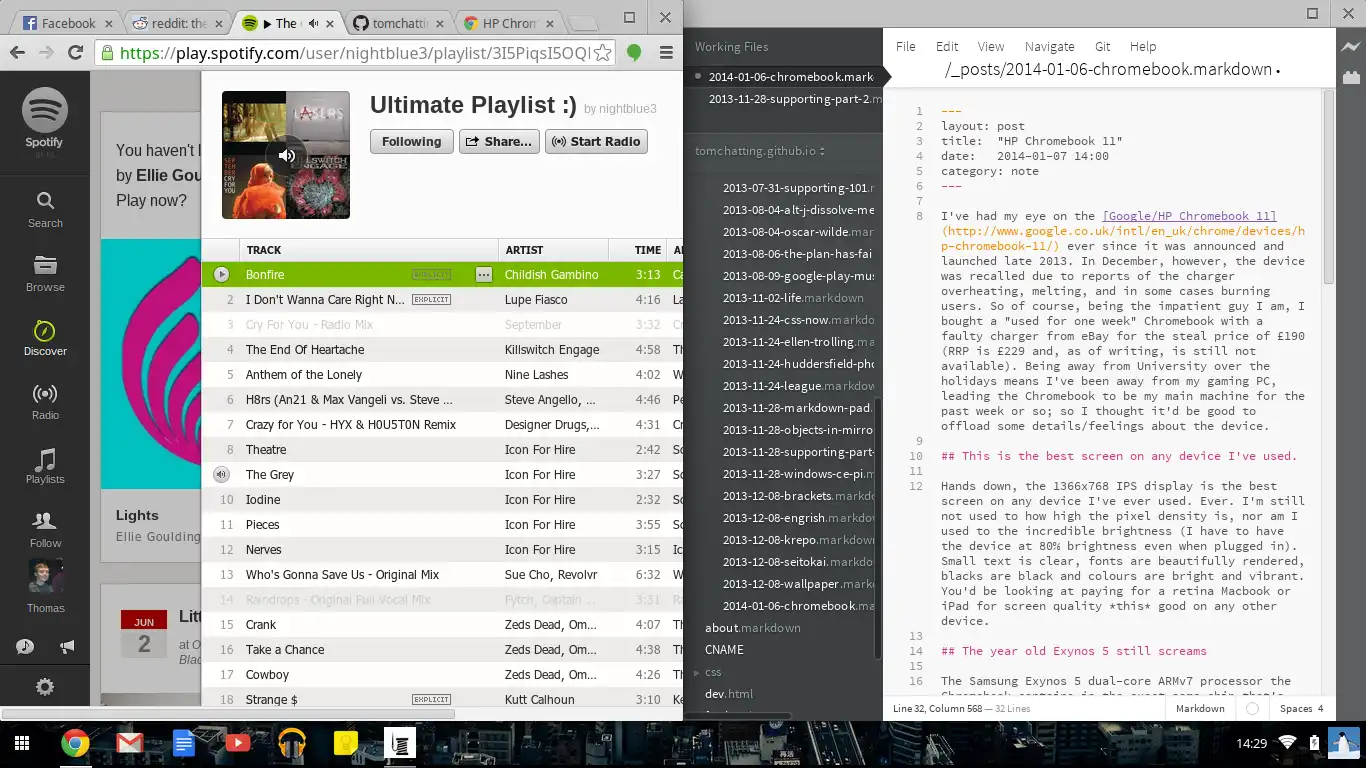 Facebook
reddit: the
▶ The
tomchattin
HP Chrom
https://play.spotify.com/user/nightblue3/playlist/3I5PiqsI5OQI
Spotify
Search
Browse
Discover
Radio
Playlists
Follow
Thomas
You haven't l
by Ellie Gou
Play now?
Lights
Ellie Goulding
JUN
2
Litt
at O
Blac
LASERS
SEP
TEM
BER
CRY
FOR
YOU
Ultimate Playlist :) by nightblue3
Following
Share...
Start Radio
TRACK ARTIST TIME AL
Bonfire EXPLICIT ... Childish Gambino 3:13 Ca
2 I Don't Wanna Care Right N... EXPLICIT Lupe Fiasco 4:16 La
3 Cry For You - Radio Mix September 3:32 Cr
4 The End Of Heartache Killswitch Engage 4:58 Th
5 Anthem of the Lonely Nine Lashes 4:02 W
6 H8rs (An21 & Max Vangeli vs. Steve ... Steve Angello, ... 4:46 Pe
7 Crazy for You - HYX & H0U5T0N Remix Designer Drugs,... 4:31 Cr
8 Theatre Icon For Hire 2:42 Sc
The Grey Icon For Hire 3:27 Sc
10 Iodine Icon For Hire 2:32 Sc
11 Pieces Icon For Hire 3:55 Sc
12 Nerves Icon For Hire 3:15 Ic
13 Who's Gonna Save Us - Original Mix Sue Cho, Revolvr 6:32 W
14 Raindrops - Original Full Vocal Mix Fytch, Captain ... 3:31 Ra
15 Crank Zeds Dead, Om... 4:07 Th
16 Take a Chance Zeds Dead, Om... 4:38 Th
17 Cowboy Zeds Dead, Om... 4:26 Th
18 Strange $ EXPLICIT Kutt Calhoun 3:10 Ke
Working Files
2014-01-06-chromebook.mark
2013-11-28-supporting-part-2.m
tomchatting.github.io
2013-07-31-supporting-101.r
2013-08-04-alt-j-dissolve-me
2013-08-04-oscar-wilde.mar
2013-08-06-the-plan-has-fai
2013-08-09-google-play-mu
2013-11-02-life.markdown
2013-11-24-css-now.markdo
2013-11-24-ellen-trolling.ma
2013-11-24-huddersfield-pho
2013-11-24-league.markdow
2013-11-28-markdown-pad.
2013-11-28-objects-in-mirro
2013-11-28-supporting-part-
2013-11-28-windows-ce-pi.m
2013-12-08-brackets.markdo
2013-12-08-engrish.markdow
2013-12-08-krepo.markdown
2013-12-08-seitokai.markdo
2013-12-08-wallpaper.markd
2014-01-06-chromebook.ma
about.markdown
CNAME
css
dev.html
File Edit View Navigate Git Help
/_posts/2014-01-06-chromebook.markdown •
1 ---
2 layout: post
3 title: "HP Chromebook 11"
4 date: 2014-01-07 14:00
5 category: note
6 ---
7
8 I've had my eye on the [Google/HP Chromebook 11]
(http://www.google.co.uk/intl/en_uk/chrome/devices/h
p-chromebook-11/) ever since it was announced and
launched late 2013. In December, however, the device
was recalled due to reports of the charger
overheating, melting, and in some cases burning
users. So of course, being the impatient guy I am, I
bought a "used for one week" Chromebook with a
faulty charger from eBay for the steal price of £190
(RRP is £229 and, as of writing, is still not
available). Being away from University over the
holidays means I've been away from my gaming PC,
leading the Chromebook to be my main machine for the
past week or so; so I thought it'd be good to
offload some details/feelings about the device.
9
10 ## This is the best screen on any device I've used.
11
12 Hands down, the 1366x768 IPS display is the best
screen on any device I've ever used. Ever. I'm still
not used to how high the pixel density is, nor am I
used to the incredible brightness (I have to have
the device at 80% brightness even when plugged in).
Small text is clear, fonts are beautifully rendered,
blacks are black and colours are bright and vibrant.
You'd be looking at paying for a retina Macbook or
iPad for screen quality *this* good on any other
device.
13
14 ## The year old Exynos 5 still screams
15
16 The Samsung Exynos 5 dual-core ARMv7 processor the
Chromebook contains is the exact same chip that's
Line 32, Column 568 — 32 Lines
Markdown
Spaces 4
14:29